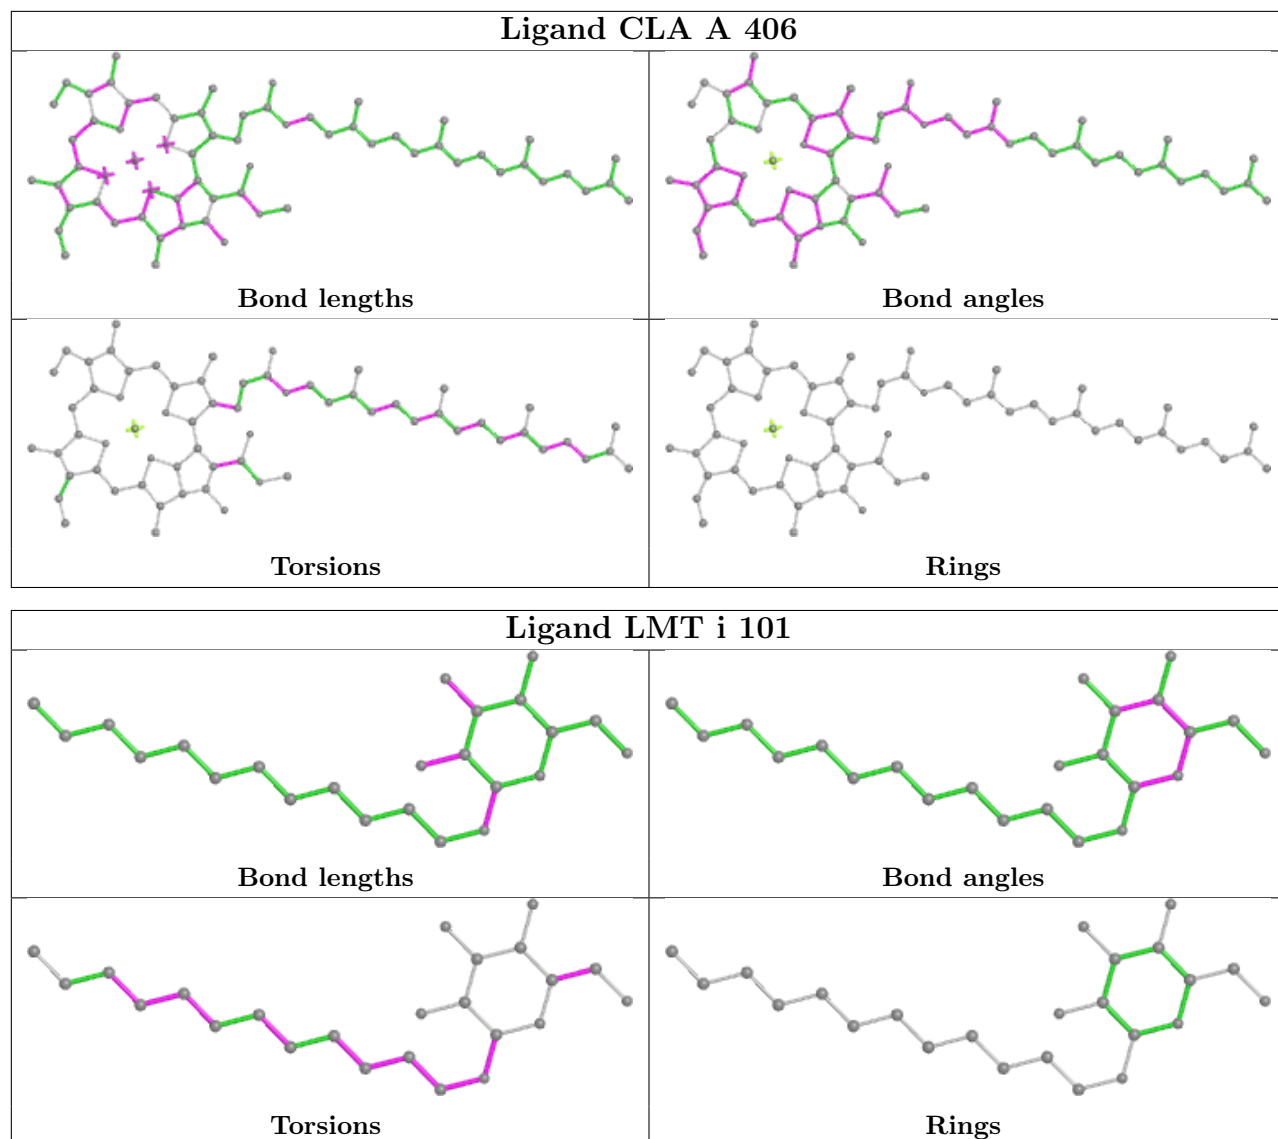 Ligand CLA A 406
Bond lengths
Bond angles
Torsions
Rings
Ligand LMT i 101
Bond lengths
Bond angles
Torsions
Rings